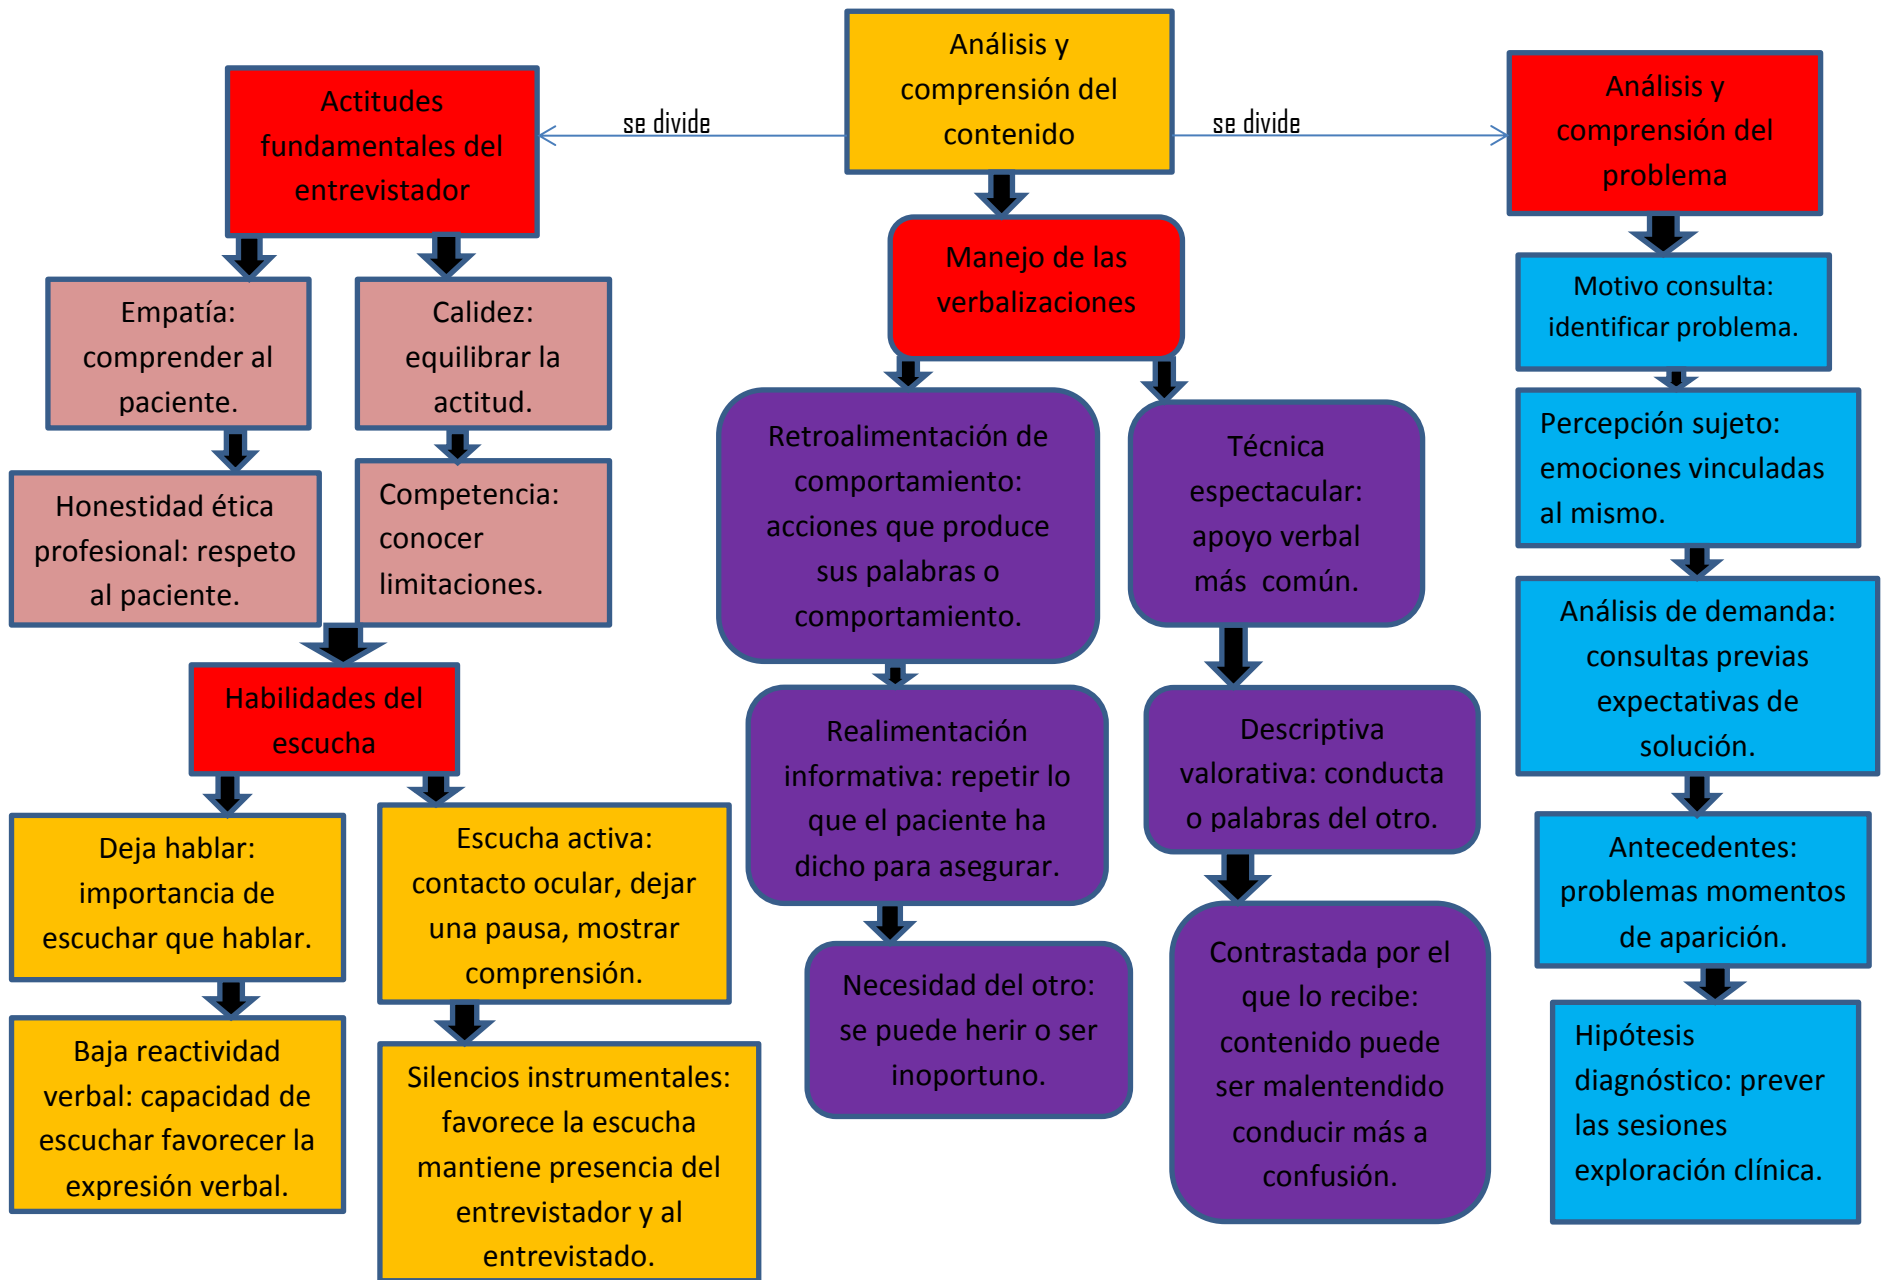 Análisis y
comprensión del
contenido
se divide
se divide
Actitudes
fundamentales del
entrevistador
Empatía:
comprender al
paciente.
Calidez:
equilibrar la
actitud.
Honestidad ética
profesional: respeto
al paciente.
Competencia:
conocer
limitaciones.
Habilidades del
escucha
Deja hablar:
importancia de
escuchar que hablar.
Escucha activa:
contacto ocular, dejar
una pausa, mostrar
comprensión.
Baja reactividad
verbal: capacidad de
escuchar favorecer la
expresión verbal.
Silencios instrumentales:
favorece la escucha
mantiene presencia del
entrevistador y al
entrevistado.
Manejo de las
verbalizaciones
Retroalimentación de
comportamiento:
acciones que produce
sus palabras o
comportamiento.
Técnica
espectacular:
apoyo verbal
más  común.
Realimentación
informativa: repetir lo
que el paciente ha
dicho para asegurar.
Descriptiva
valorativa: conducta
o palabras del otro.
Necesidad del otro:
se puede herir o ser
inoportuno.
Contrastada por el
que lo recibe:
contenido puede
ser malentendido
conducir más a
confusión.
Análisis y
comprensión del
problema
Motivo consulta:
identificar problema.
Percepción sujeto:
emociones vinculadas
al mismo.
Análisis de demanda:
consultas previas
expectativas de
solución.
Antecedentes:
problemas momentos
de aparición.
Hipótesis
diagnóstico: prever
las sesiones
exploración clínica.